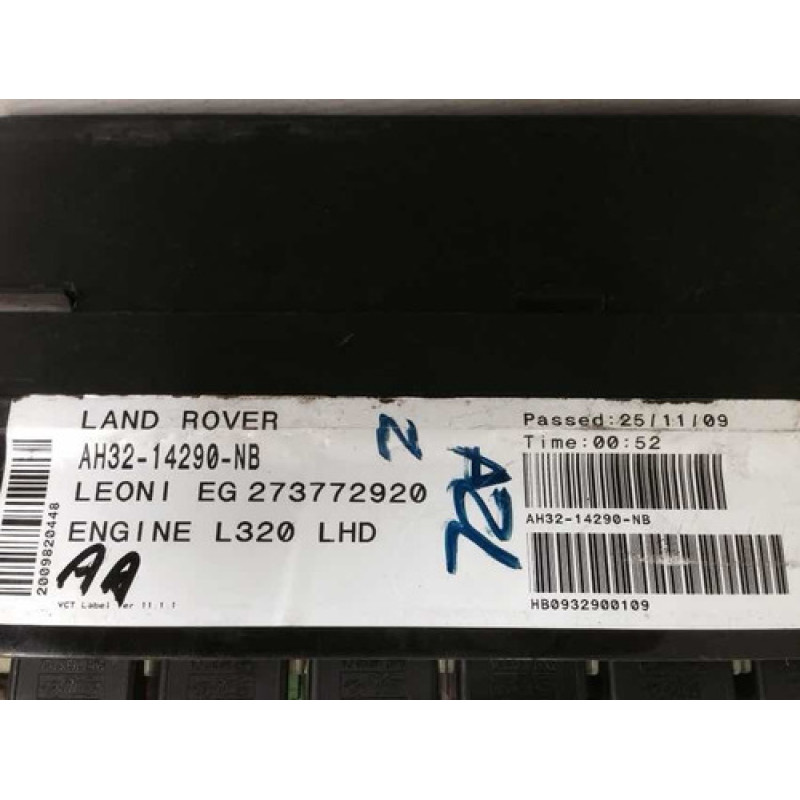 LAND ROVER
AH32-14290-NB
LEONI EG 273772920
ENGINE L320 LHD
AA
VCT Label Ver 11.1.1
2009820448
Z
A2L
Passed:25/11/09
Time:00:52
AH32-14290-NB
HB0932900109